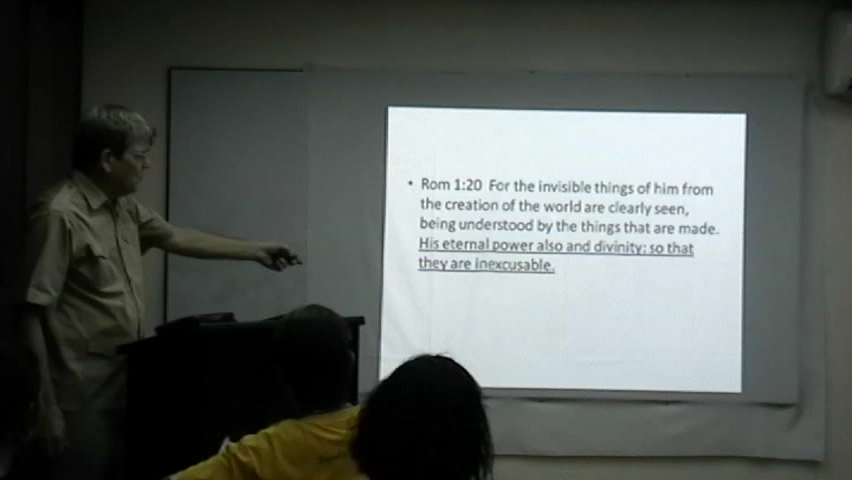 • Rom 1:20 For the invisible things of him from
the creation of the world are clearly seen,
being understood by the things that are made.
His eternal power also and divinity: so that
they are inexcusable.